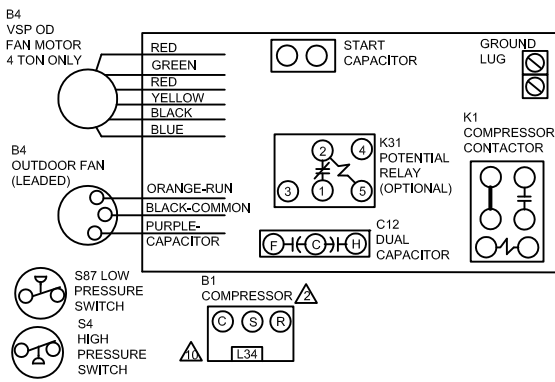 B4
VSP OD
FAN MOTOR
4 TON ONLY
RED
GREEN
RED
YELLOW
BLACK
BLUE
START
CAPACITOR
GROUND
LUG
K1
COMPRESSOR
CONTACTOR
2
4
3
1
5
K31
POTENTIAL
RELAY
(OPTIONAL)
B4
OUTDOOR FAN
(LEADED)
ORANGE-RUN
BLACK-COMMON
PURPLE-
CAPACITOR
F
C
H
C12
DUAL
CAPACITOR
S87 LOW
PRESSURE
SWITCH
S4
HIGH
PRESSURE
SWITCH
B1
COMPRESSOR
2
C
S
R
10
L34